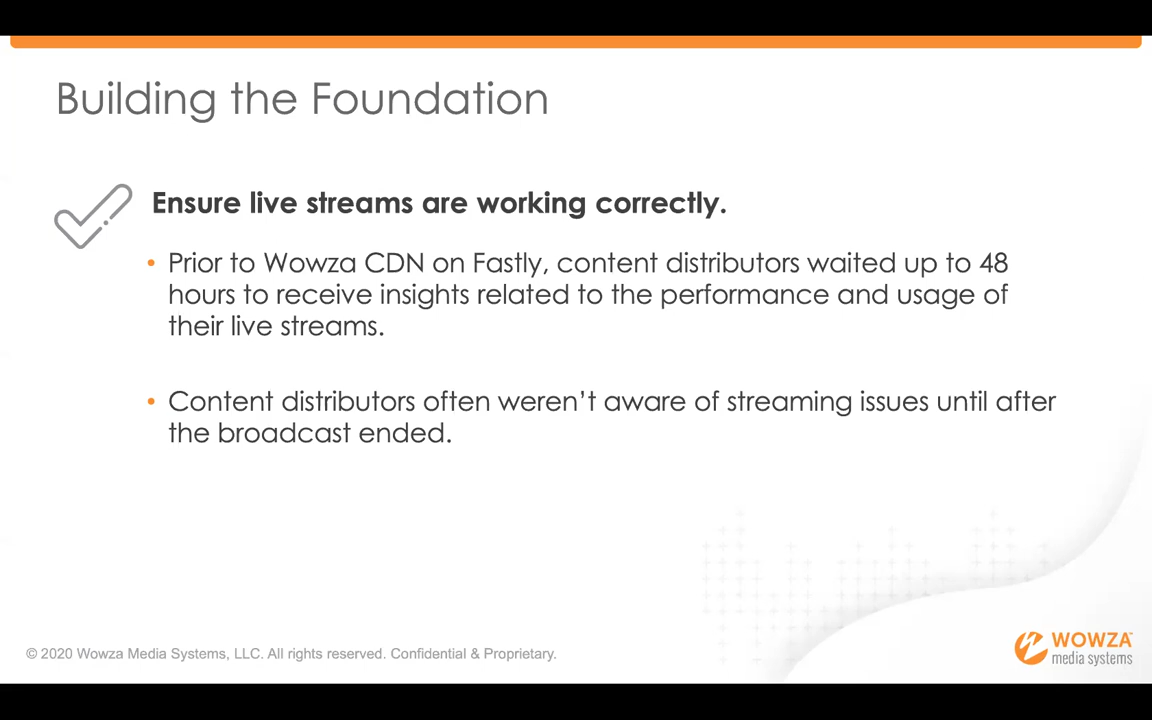 Building the Foundation
Ensure live streams are working correctly.
• Prior to Wowza CDN on Fastly, content distributors waited up to 48
hours to receive insights related to the performance and usage of
their live streams.
• Content distributors often weren’t aware of streaming issues until after
the broadcast ended.
© 2020 Wowza Media Systems, LLC. All rights reserved. Confidential & Proprietary.
WOWZA™
media systems